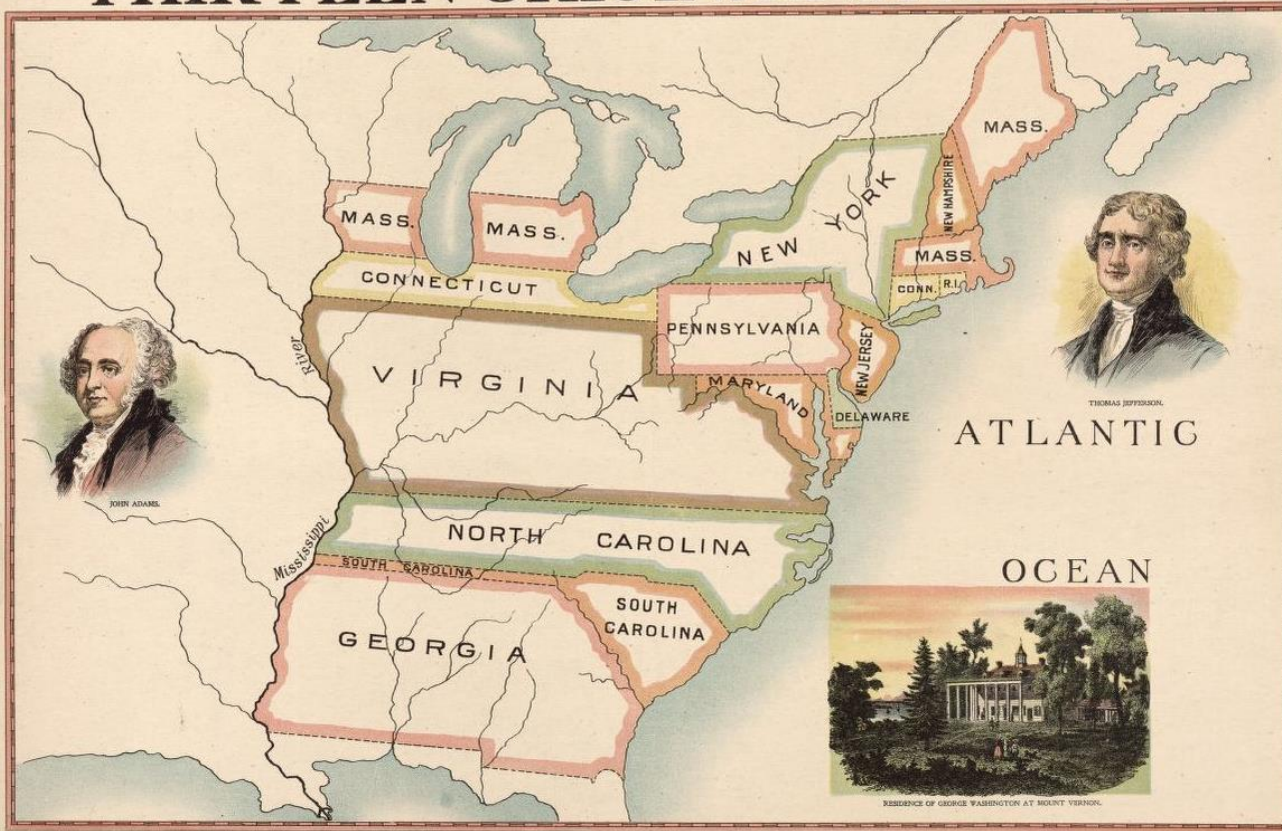 MASS.
MASS.
MASS.
NEW HAMPSHIRE
NEW YORK
MASS.
CONNECTICUT
CONN.
R.I.
PENNSYLVANIA
NEW JERSEY
River
VIRGINIA
MARYLAND
DELAWARE
THOMAS JEFFERSON.
ATLANTIC
JOHN ADAMS.
Mississippi
NORTH CAROLINA
SOUTH CAROLINA
OCEAN
SOUTH
CAROLINA
GEORGIA
RESIDENCE OF GEORGE WASHINGTON AT MOUNT VERNON.